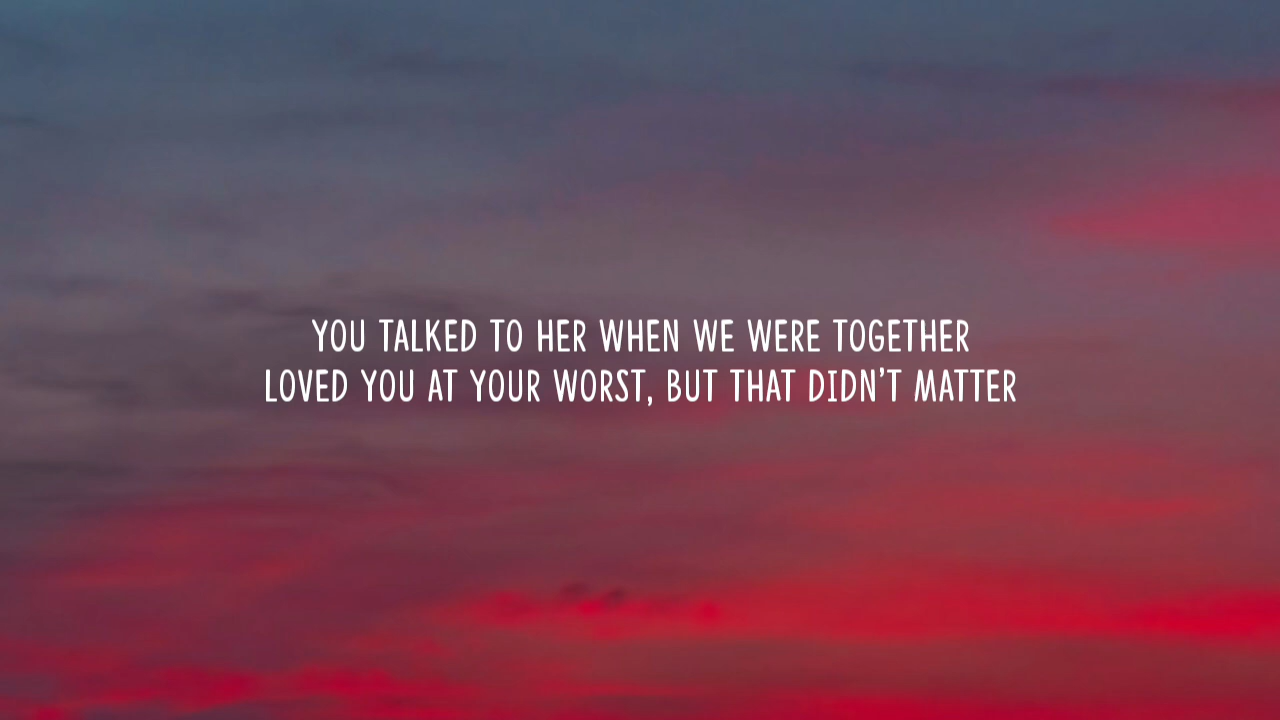 YOU TALKED TO HER WHEN WE WERE TOGETHER
LOVED YOU AT YOUR WORST, BUT THAT DIDN'T MATTER